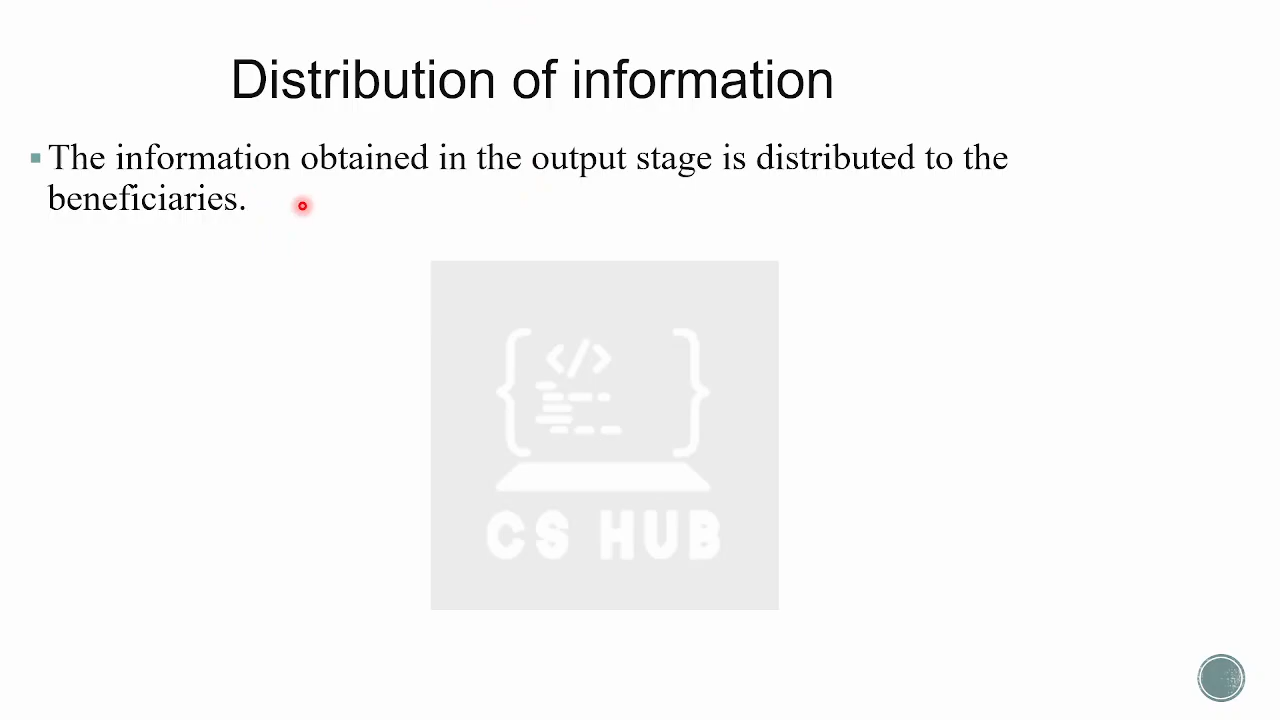 Distribution of information
The information obtained in the output stage is distributed to the
beneficiaries.
</>
CS HUB